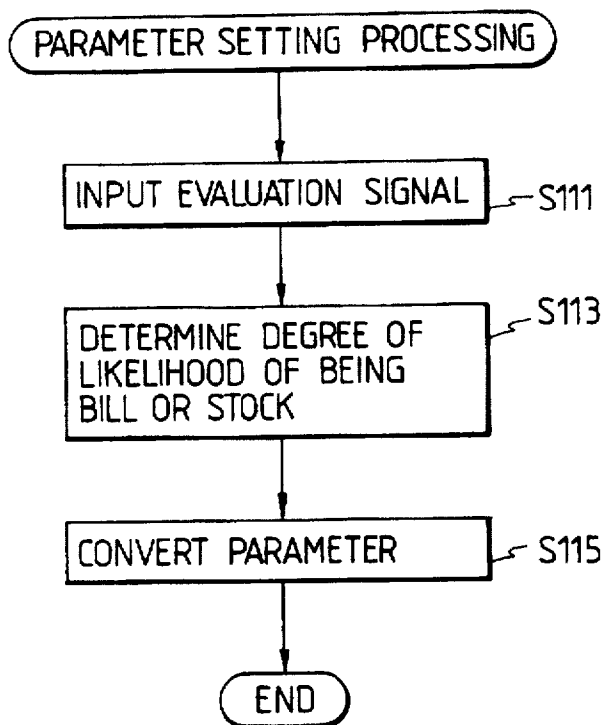 PARAMETER SETTING PROCESSING
INPUT EVALUATION SIGNAL
S111
DETERMINE DEGREE OF
LIKELIHOOD OF BEING
BILL OR STOCK
S113
CONVERT PARAMETER
S115
END